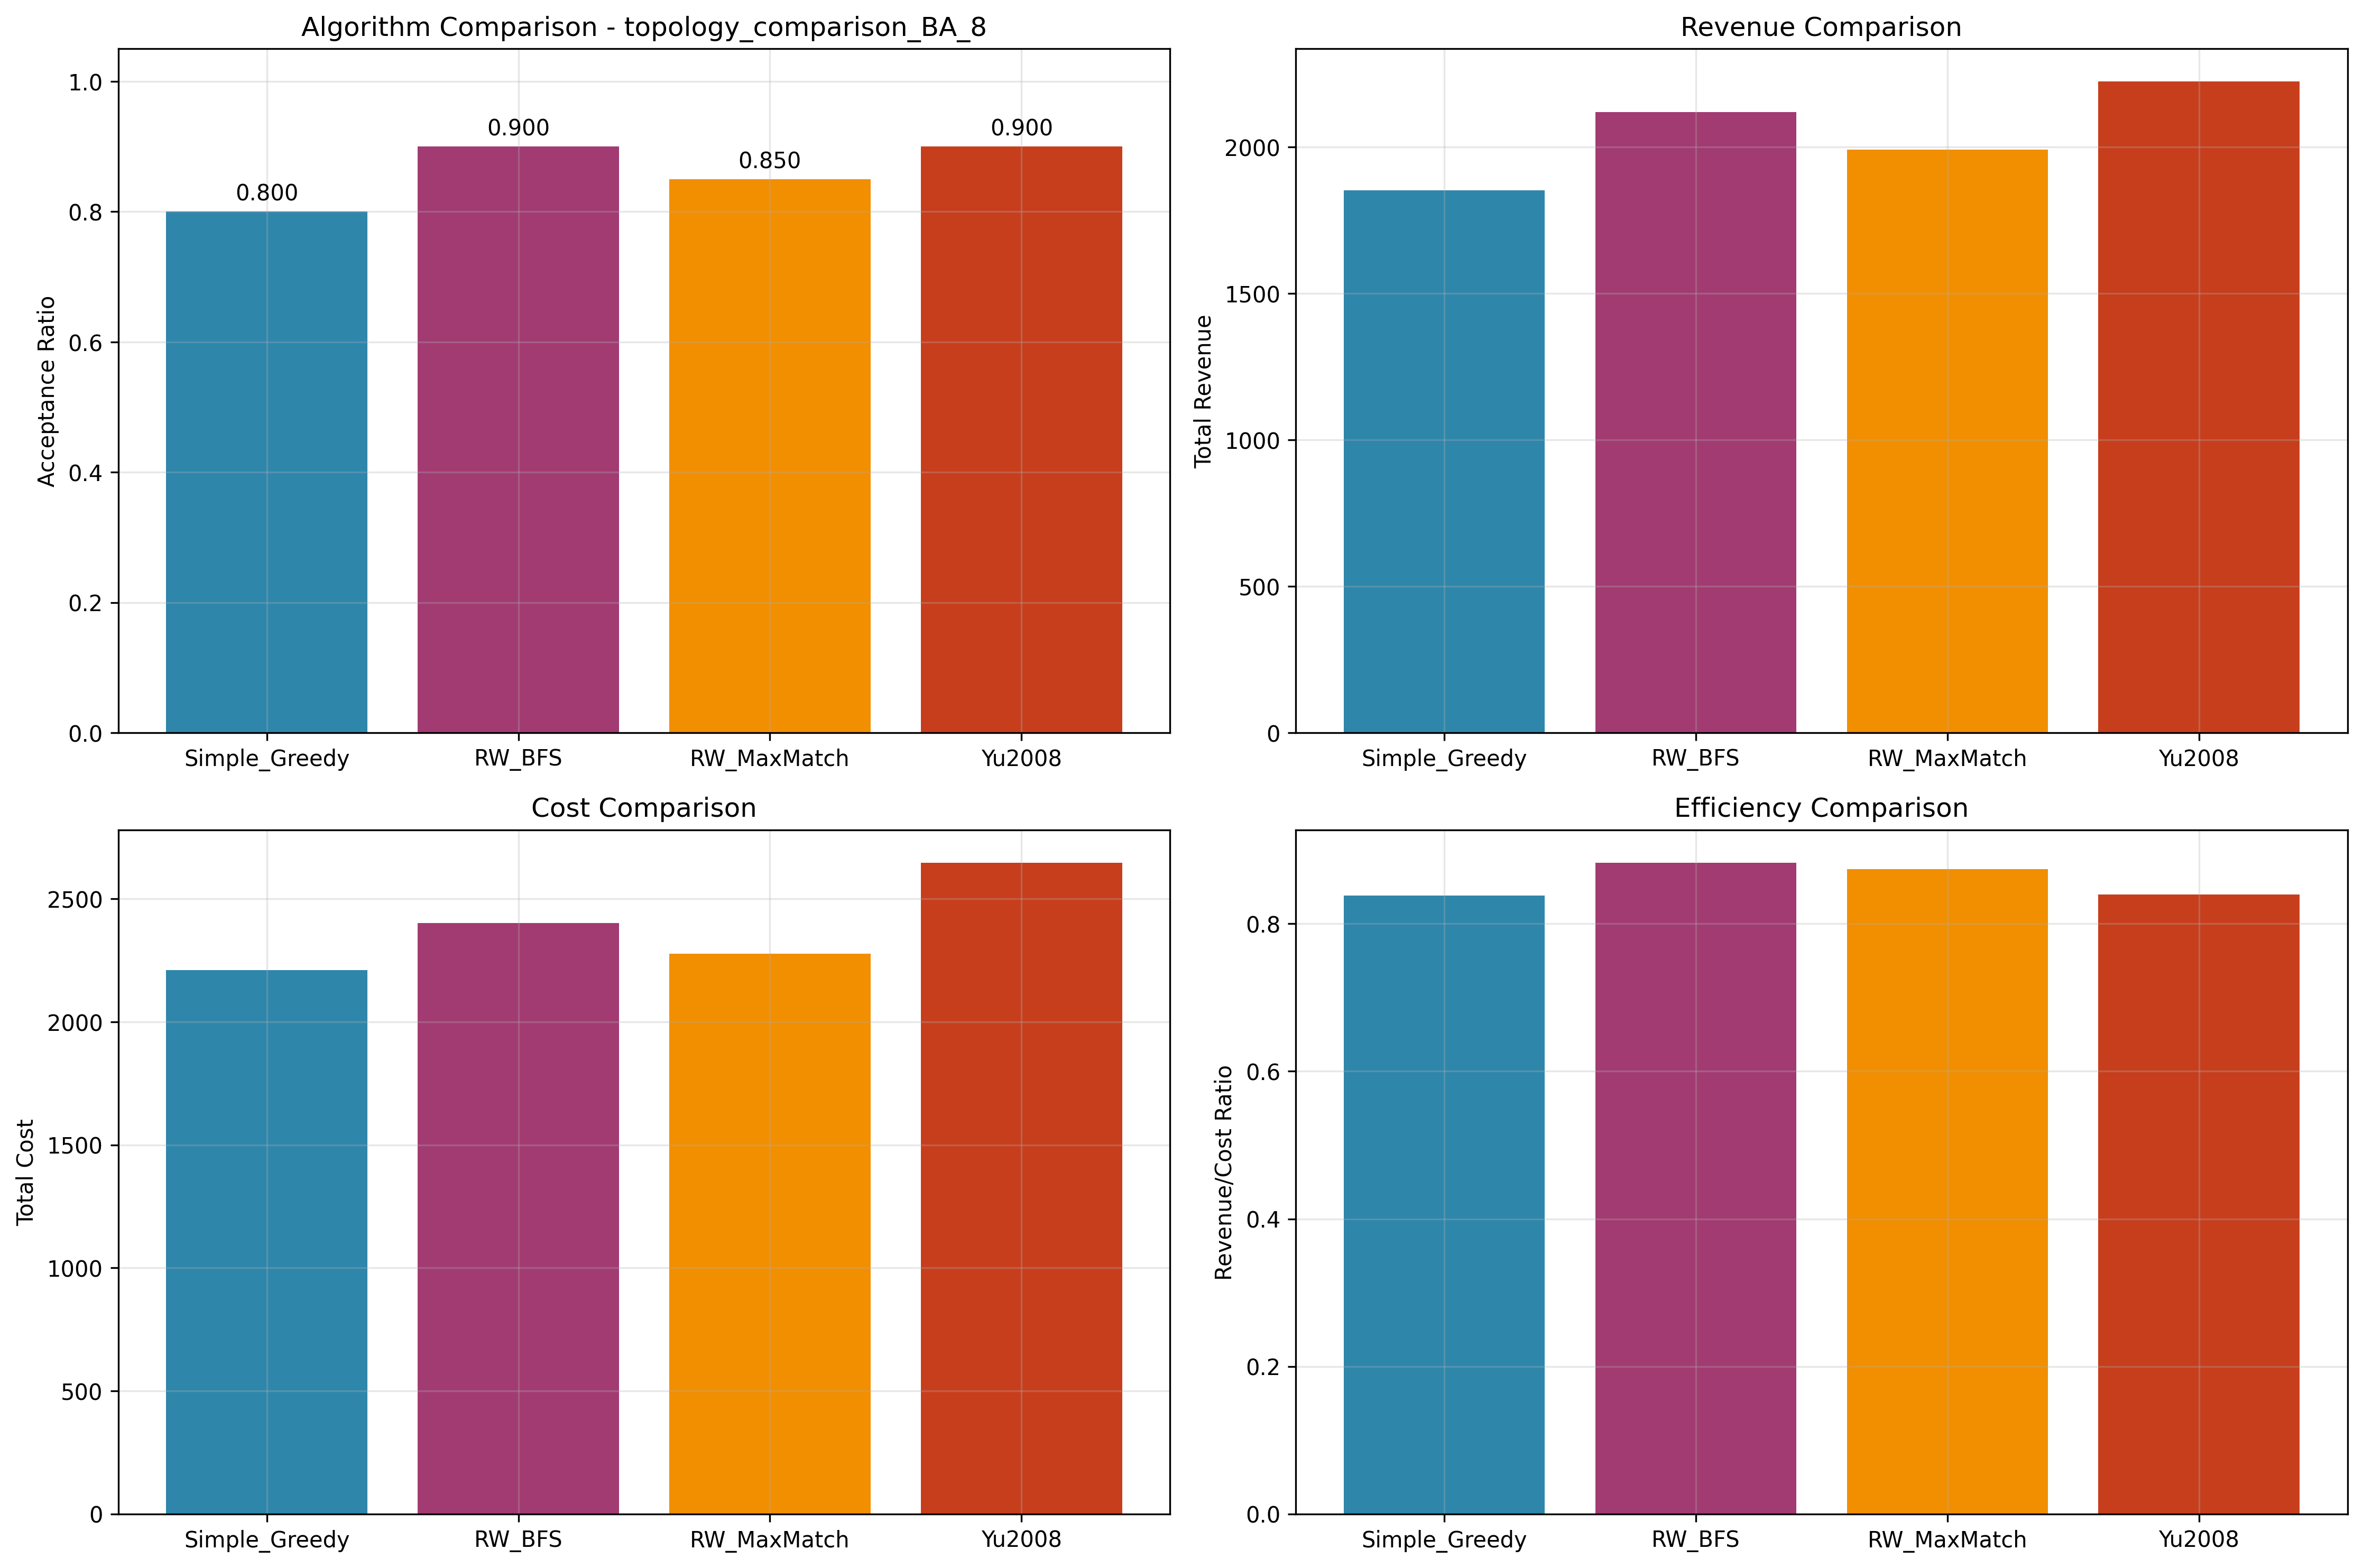 Algorithm Comparison - topology_comparison_BA_8
Acceptance Ratio
1.0
0.8
0.6
0.4
0.2
0.0
0.800
0.900
0.850
0.900
Simple_Greedy
RW_BFS
RW_MaxMatch
Yu2008
Revenue Comparison
Total Revenue
2000
1500
1000
500
0
Simple_Greedy
RW_BFS
RW_MaxMatch
Yu2008
Cost Comparison
Total Cost
2500
2000
1500
1000
500
0
Simple_Greedy
RW_BFS
RW_MaxMatch
Yu2008
Efficiency Comparison
Revenue/Cost Ratio
0.8
0.6
0.4
0.2
0.0
Simple_Greedy
RW_BFS
RW_MaxMatch
Yu2008